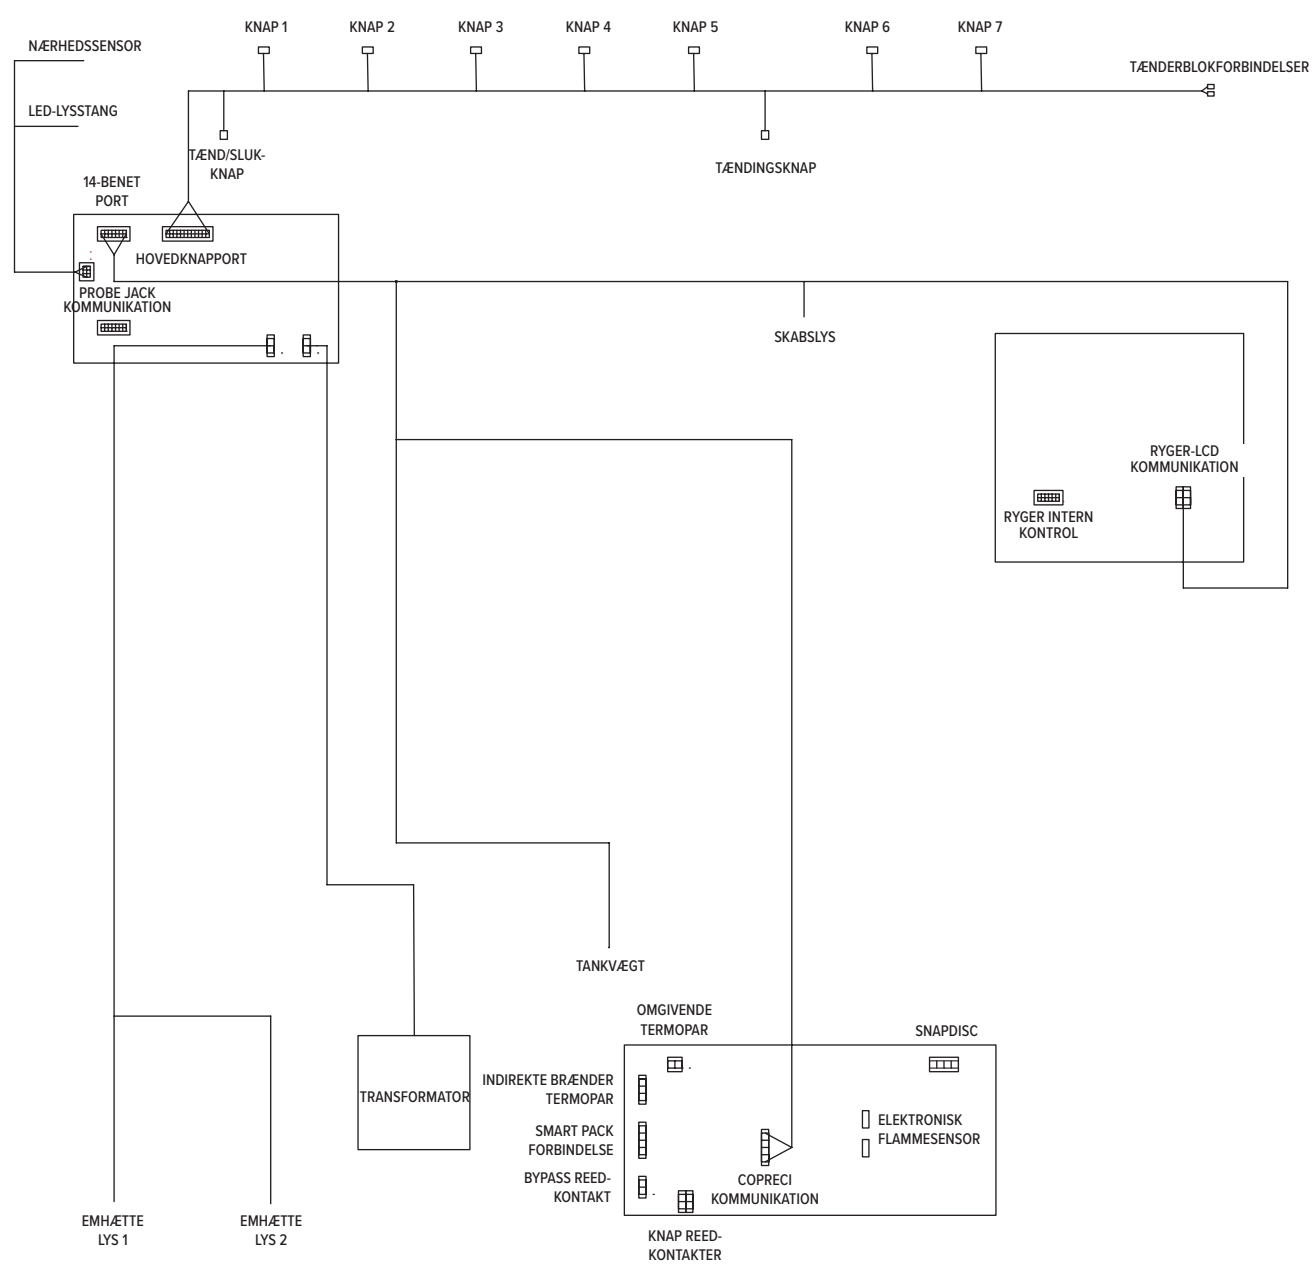 KNAP 1
KNAP 2
KNAP 3
KNAP 4
KNAP 5
KNAP 6
KNAP 7
NÆRHEDSSENSOR
TÆNDERBLOKFORBINDELSER
LED-LYSSTANG
TÆND/SLUK-
KNAP
TÆNDINGSKNAP
14-BENET
PORT
HOVEDKNAPPORT
PROBE JACK
KOMMUNIKATION
SKABSLYS
RYGER-LCD
KOMMUNIKATION
RYGER INTERN
KONTROL
TANKVÆGT
OMGIVENDE
TERMOPAR
SNAPDISC
INDIREKTE BRÆNDER
TERMOPAR
TRANSFORMATOR
SMART PACK
FORBINDELSE
ELEKTRONISK
FLAMMESENSOR
BYPASS REED-
KONTAKT
COPRECI
KOMMUNIKATION
EMHÆTTE
LYS 1
EMHÆTTE
LYS 2
KNAP REED-
KONTAKTER